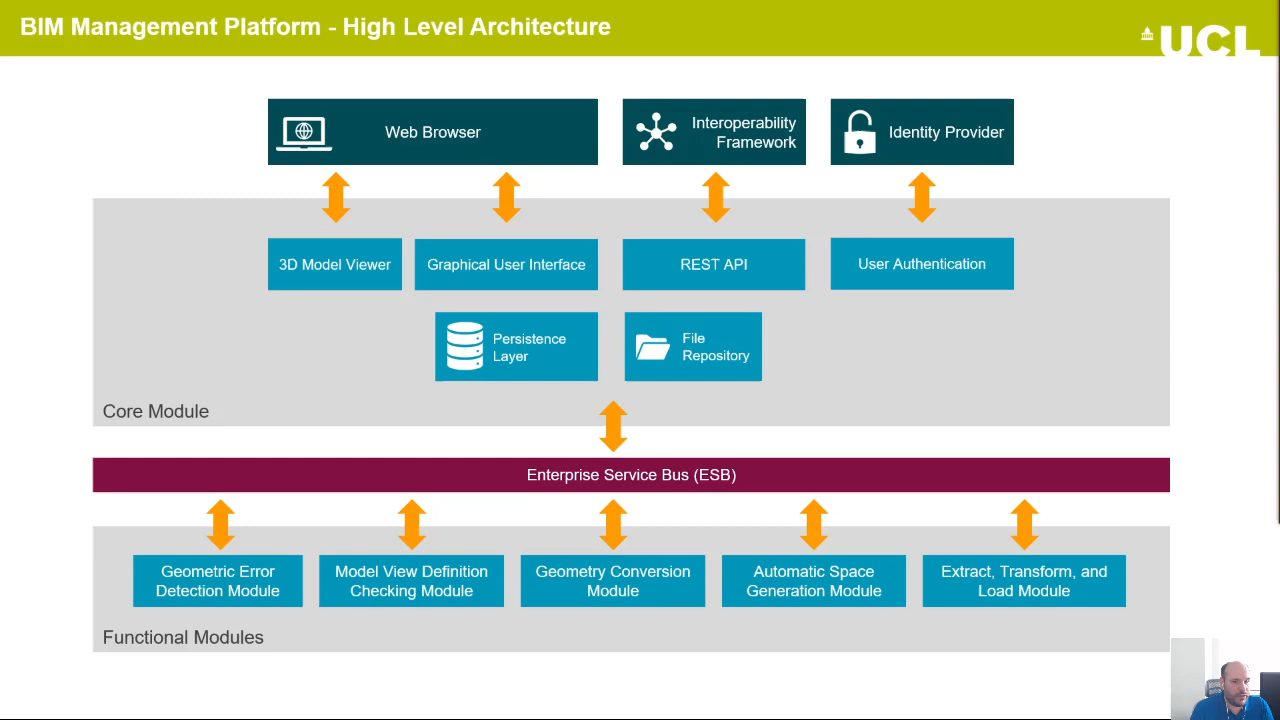 BIM Management Platform - High Level Architecture
UCL
Web Browser
Interoperability
Framework
Identity Provider
3D Model Viewer
Graphical User Interface
REST API
User Authentication
Persistence
Layer
File
Repository
Core Module
Enterprise Service Bus (ESB)
Geometric Error
Detection Module
Model View Definition
Checking Module
Geometry Conversion
Module
Automatic Space
Generation Module
Extract, Transform, and
Load Module
Functional Modules